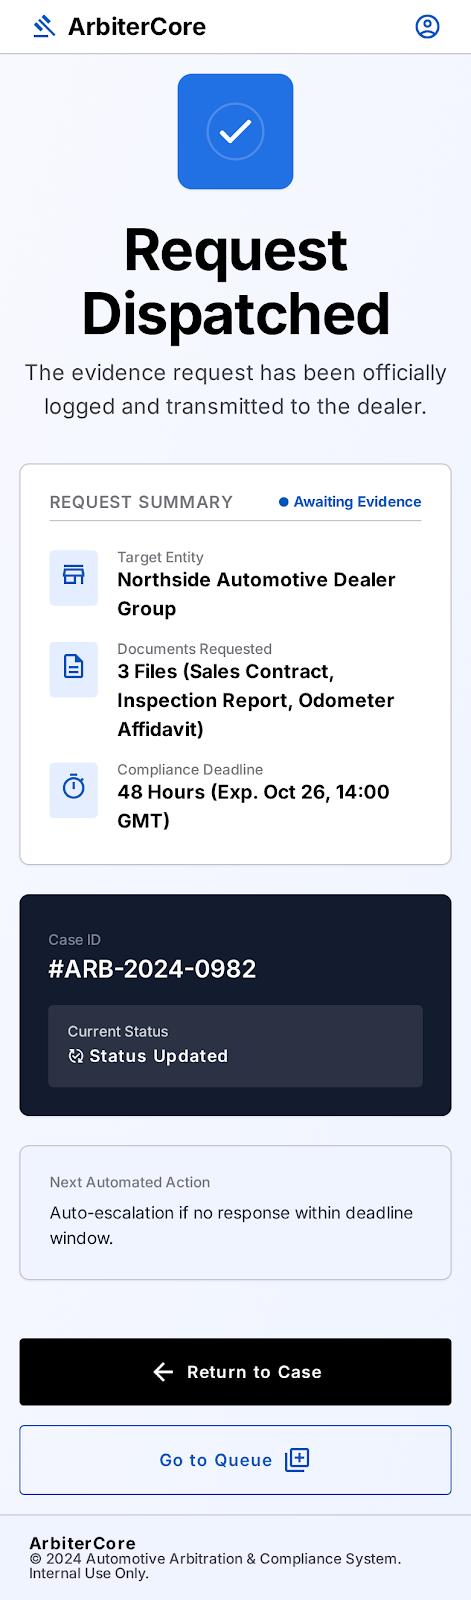 ArbiterCore
Request
Dispatched
The evidence request has been officially
logged and transmitted to the dealer.
REQUEST SUMMARY
Awaiting Evidence
Target Entity
Northside Automotive Dealer
Group
Documents Requested
3 Files (Sales Contract,
Inspection Report, Odometer
Affidavit)
Compliance Deadline
48 Hours (Exp. Oct 26, 14:00
GMT)
Case ID
#ARB-2024-0982
Current Status
Status Updated
Next Automated Action
Auto-escalation if no response within deadline
window.
Return to Case
Go to Queue
ArbiterCore
© 2024 Automotive Arbitration & Compliance System.
Internal Use Only.